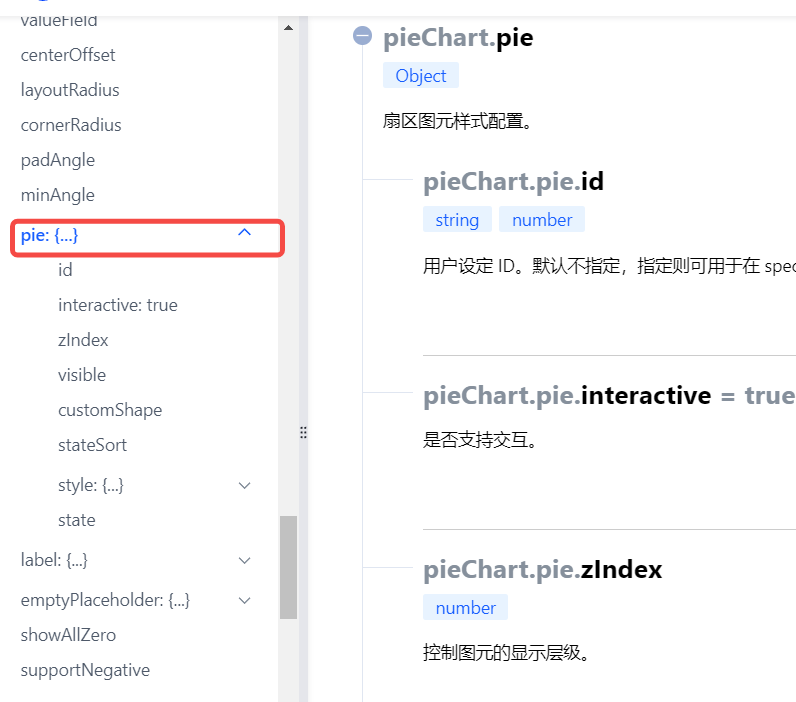 valueField
centerOffset
layoutRadius
cornerRadius
padAngle
minAngle
pie: {...}
id
interactive: true
zIndex
visible
customShape
stateSort
style: {...}
state
label: {...}
emptyPlaceholder: {...}
showAllZero
supportNegative
pieChart.pie
Object
扇区图元样式配置。
pieChart.pie.id
string number
用户设定 ID。默认不指定，指定则可用于在 spec
pieChart.pie.interactive = true
是否支持交互。
pieChart.pie.zIndex
number
控制图元的显示层级。